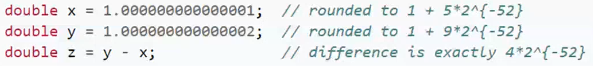 double x = 1.000000000000001;  // rounded to 1 + 5*2^{-52}
double y = 1.000000000000002;  // rounded to 1 + 9*2^{-52}
double z = y - x;              // difference is exactly 4*2^{-52}